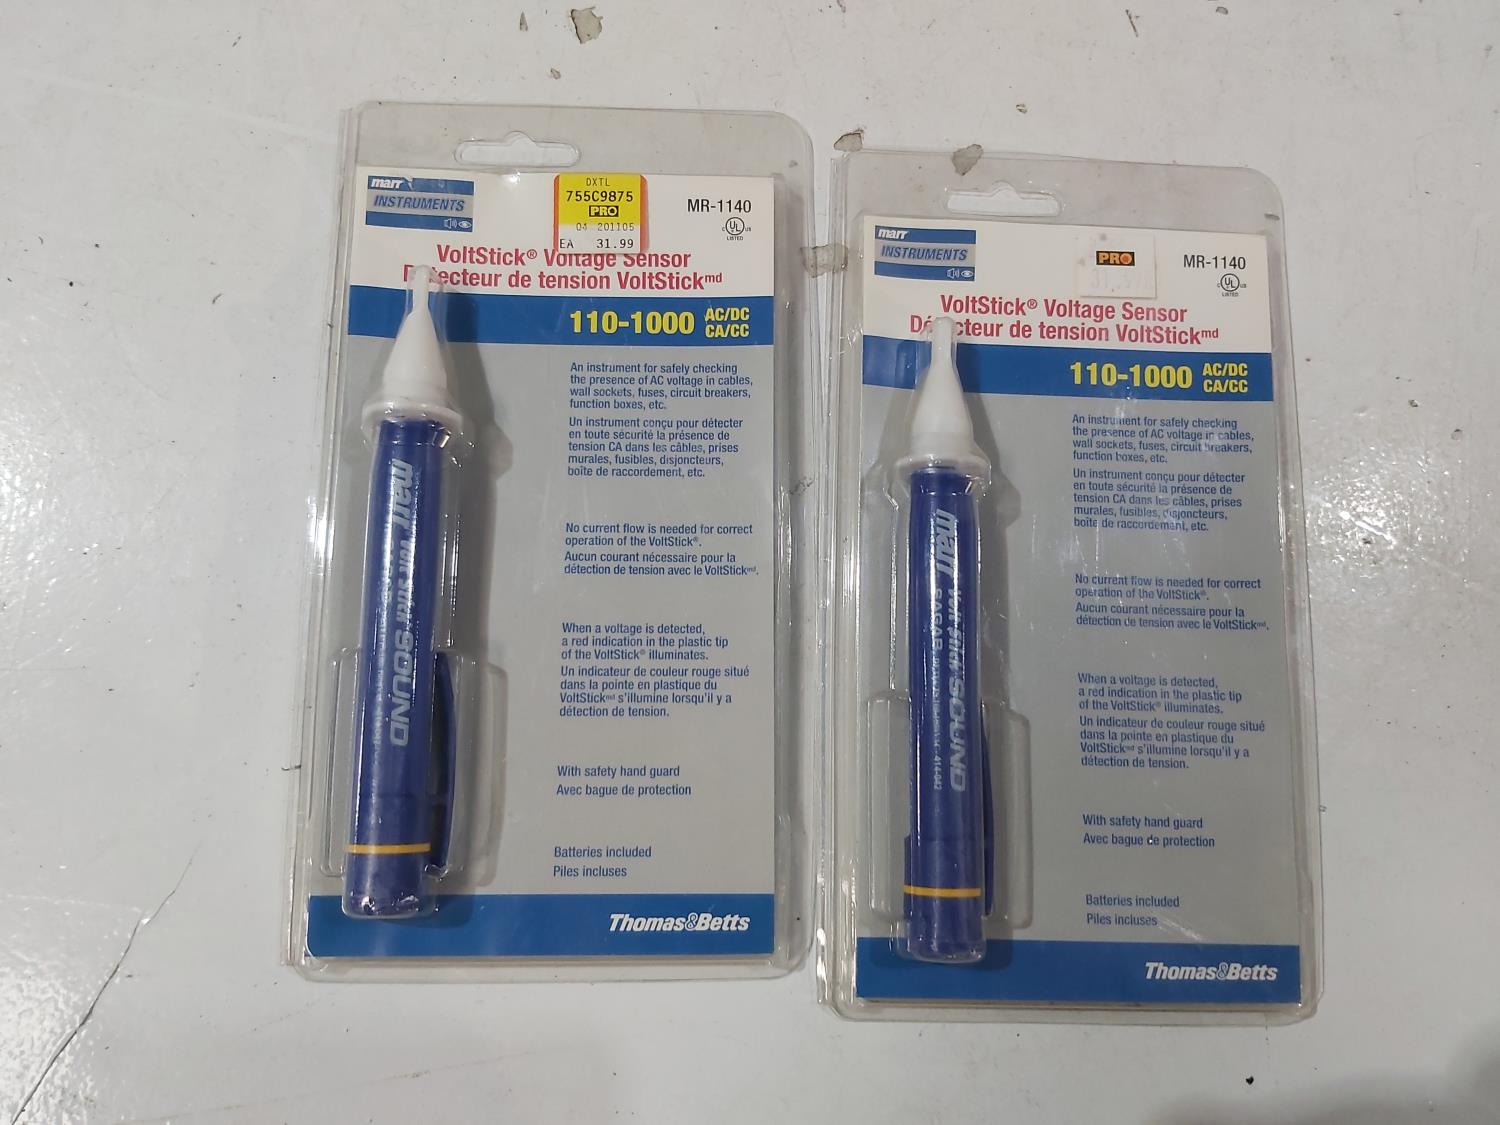 marr
INSTRUMENTS
DXTL
755C9875
PRO
04 201105
EA 31.99
MR-1140
C UL US
LISTED
VoltStick® Voltage Sensor
Détecteur de tension VoltStickmd
110-1000 AC/DC
CA/CC
An instrument for safely checking
the presence of AC voltage in cables,
wall sockets, fuses, circuit breakers,
function boxes, etc.
Un instrument conçu pour détecter
en toute sécurité la présence de
tension CA dans les câbles, prises
murales, fusibles, disjoncteurs,
boîte de raccordement, etc.
No current flow is needed for correct
operation of the VoltStick®.
Aucun courant nécessaire pour la
détection de tension avec le VoltStickmd.
When a voltage is detected,
a red indication in the plastic tip
of the VoltStick® illuminates.
Un indicateur de couleur rouge situé
dans la pointe en plastique du
VoltStickmd s'illumine lorsqu'il y a
détection de tension.
With safety hand guard
Avec bague de protection
Batteries included
Piles incluses
Thomas&Betts
marr Volt stick SOUND
marr
INSTRUMENTS
PRO
MR-1140
C UL US
LISTED
VoltStick® Voltage Sensor
Détecteur de tension VoltStickmd
110-1000 AC/DC
CA/CC
An instrument for safely checking
the presence of AC voltage in cables,
wall sockets, fuses, circuit breakers,
function boxes, etc.
Un instrument conçu pour détecter
en toute sécurité la présence de
tension CA dans les câbles, prises
murales, fusibles, disjoncteurs,
boîte de raccordement, etc.
No current flow is needed for correct
operation of the VoltStick®.
Aucun courant nécessaire pour la
détection de tension avec le VoltStickmd.
When a voltage is detected,
a red indication in the plastic tip
of the VoltStick® illuminates.
Un indicateur de couleur rouge situé
dans la pointe en plastique du
VoltStickmd s'illumine lorsqu'il y a
détection de tension.
With safety hand guard
Avec bague de protection
Batteries included
Piles incluses
Thomas&Betts
marr Volt stick SOUND